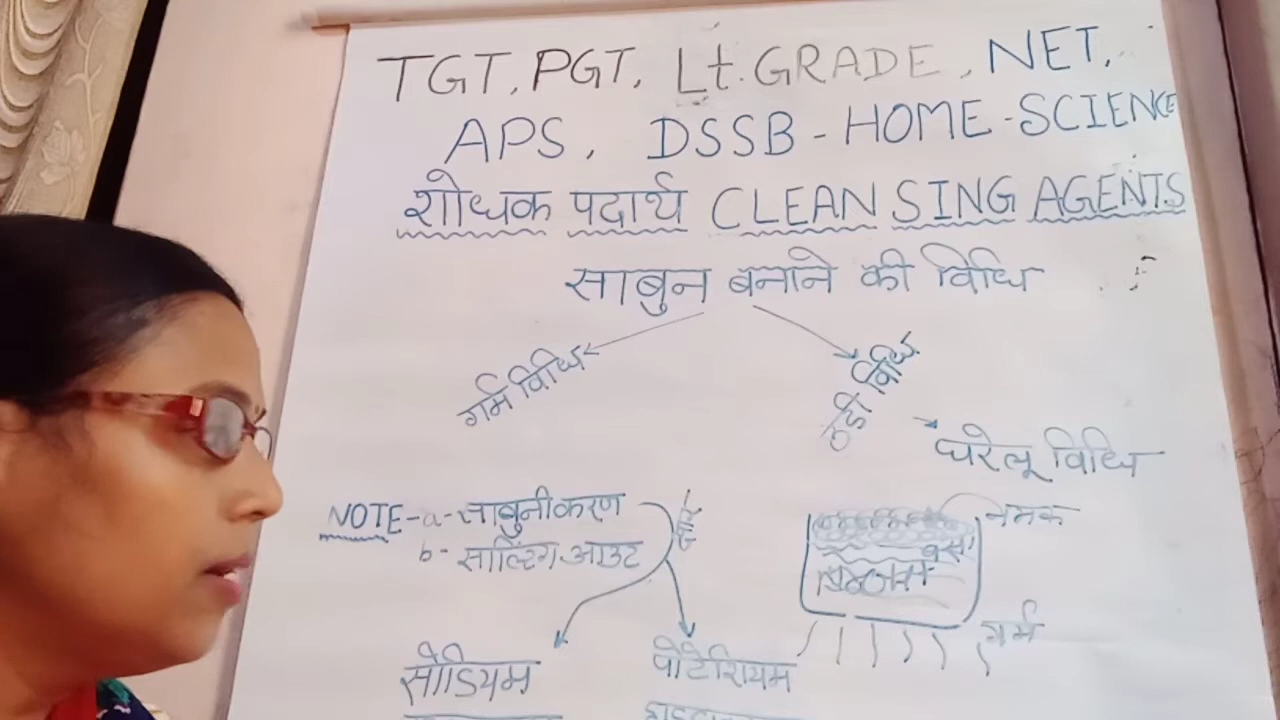 TGT, PGT, Lt. GRADE, NET,
APS, DSSB - HOME - SCIENCE
शोधक पदार्थ CLEANSING AGENTS
साबुन बनाने की विधि
गर्म विधि
ठंडी विधि
घरेलू विधि
NOTE - a - साबुनीकरण
b - साल्टिंग आउट
क्षार
नमक
वसा
गर्म
सोडियम
पोटेशियम